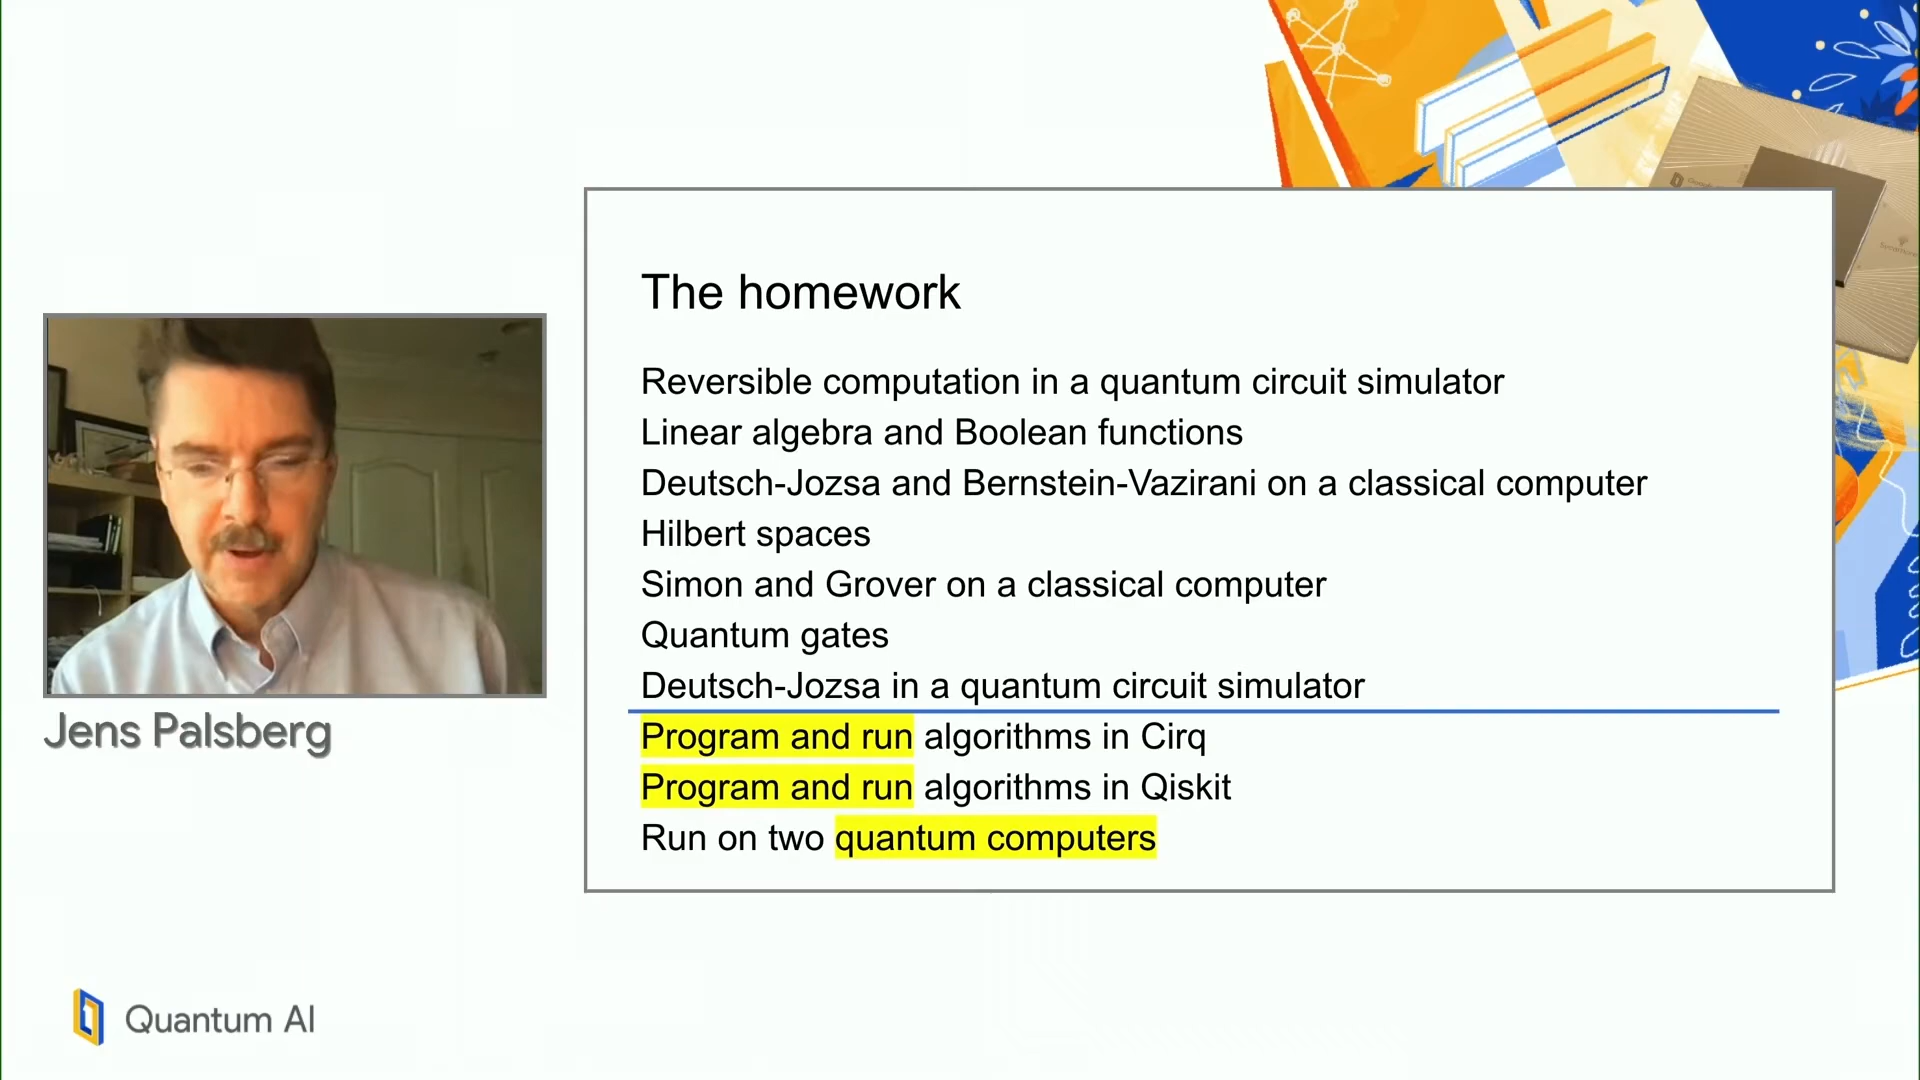 The homework
Reversible computation in a quantum circuit simulator
Linear algebra and Boolean functions
Deutsch-Jozsa and Bernstein-Vazirani on a classical computer
Hilbert spaces
Simon and Grover on a classical computer
Quantum gates
Deutsch-Jozsa in a quantum circuit simulator
Program and run algorithms in Cirq
Program and run algorithms in Qiskit
Run on two quantum computers
Jens Palsberg
Quantum AI